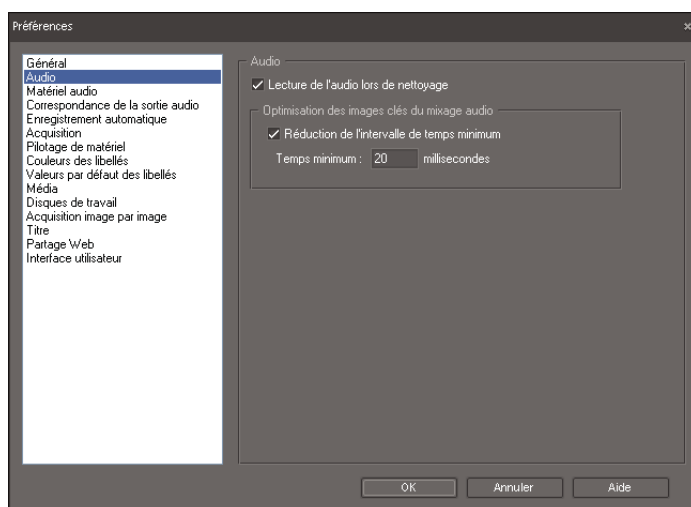 Préférences
Général
Audio
Matériel audio
Correspondance de la sortie audio
Enregistrement automatique
Acquisition
Pilotage de matériel
Couleurs des libellés
Valeurs par défaut des libellés
Média
Disques de travail
Acquisition image par image
Titre
Partage Web
Interface utilisateur
Audio
Lecture de l'audio lors de nettoyage
Optimisation des images clés du mixage audio
Réduction de l'intervalle de temps minimum
Temps minimum : 20 millisecondes
OK Annuler Aide